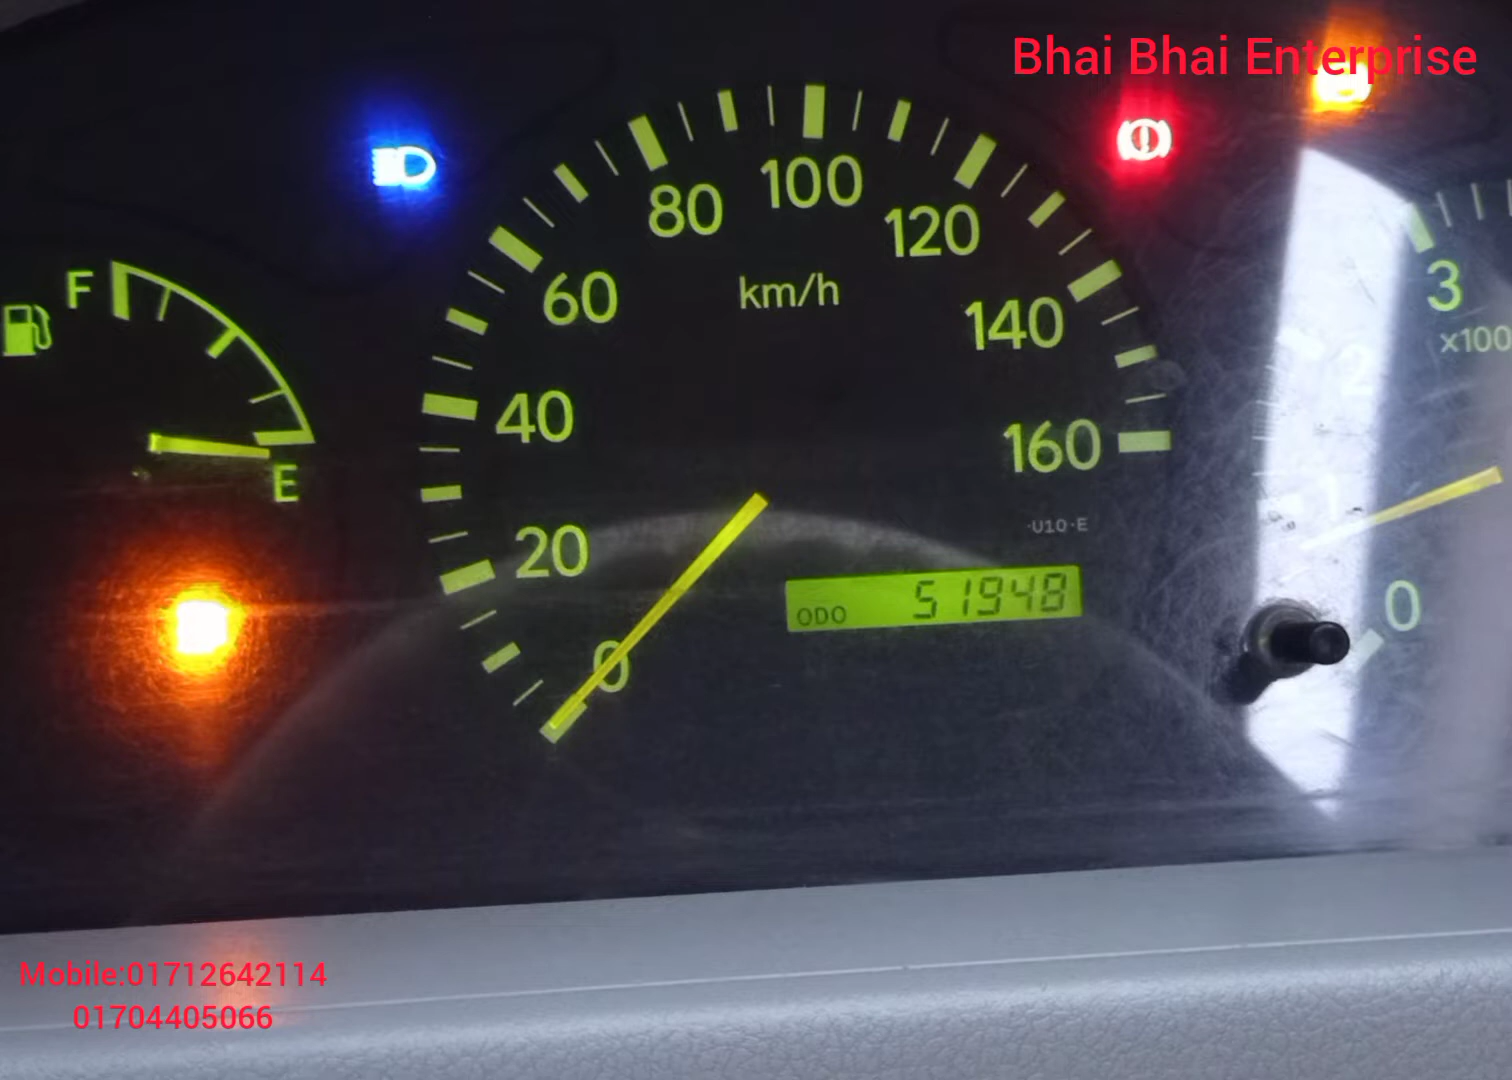 Bhai Bhai Enterprise
F
E
0
20
40
60
80
100
120
140
160
km/h
·U10·E
ODO 51948
3
x100
2
1
0
Mobile:01712642114
01704405066